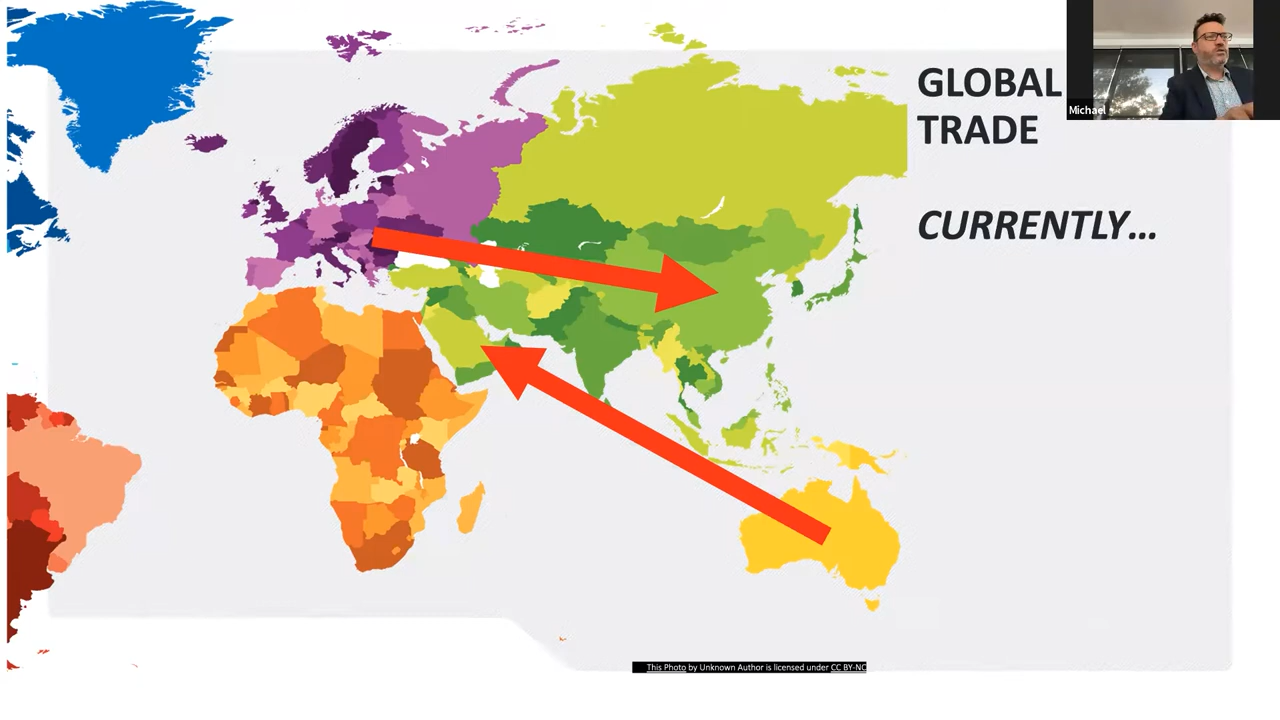 GLOBAL
TRADE
CURRENTLY...
Michael
This Photo by Unknown Author is licensed under CC BY-NC